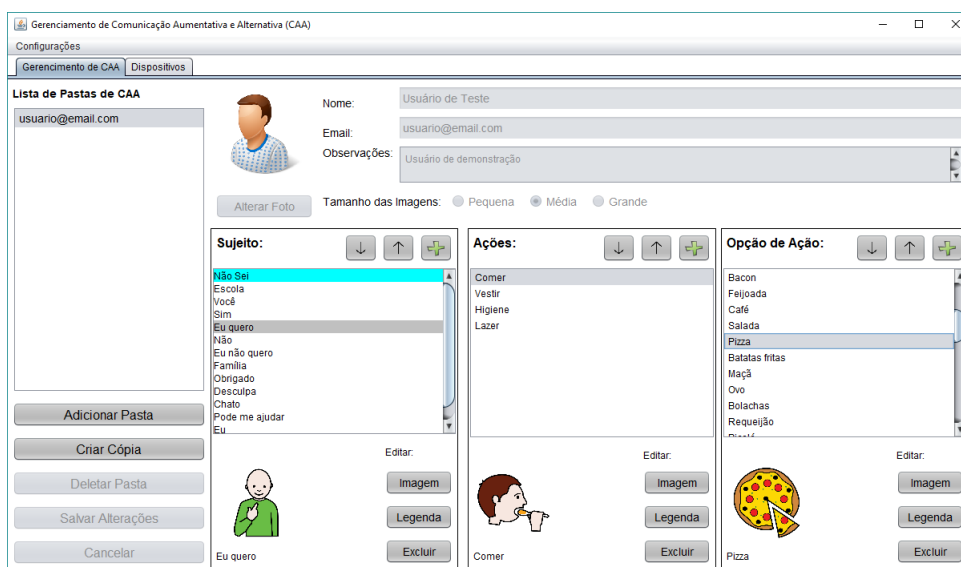 Gerenciamento de Comunicação Aumentativa e Alternativa (CAA)
Configurações
Gerencimento de CAA Dispositivos
Lista de Pastas de CAA
usuario@email.com
Adicionar Pasta
Criar Cópia
Deletar Pasta
Salvar Alterações
Cancelar
Nome: Usuário de Teste
Email: usuario@email.com
Observações: Usuário de demonstração
Alterar Foto
Tamanho das Imagens: Pequena Média Grande
Sujeito:
Não Sei
Escola
Você
Sim
Eu quero
Não
Eu não quero
Família
Obrigado
Desculpa
Chato
Pode me ajudar
Eu
Editar:
Imagem
Legenda
Excluir
Eu quero
Ações:
Comer
Vestir
Higiene
Lazer
Editar:
Imagem
Legenda
Excluir
Comer
Opção de Ação:
Bacon
Feijoada
Café
Salada
Pizza
Batatas fritas
Maçã
Ovo
Bolachas
Requeijão
Editar:
Imagem
Legenda
Excluir
Pizza